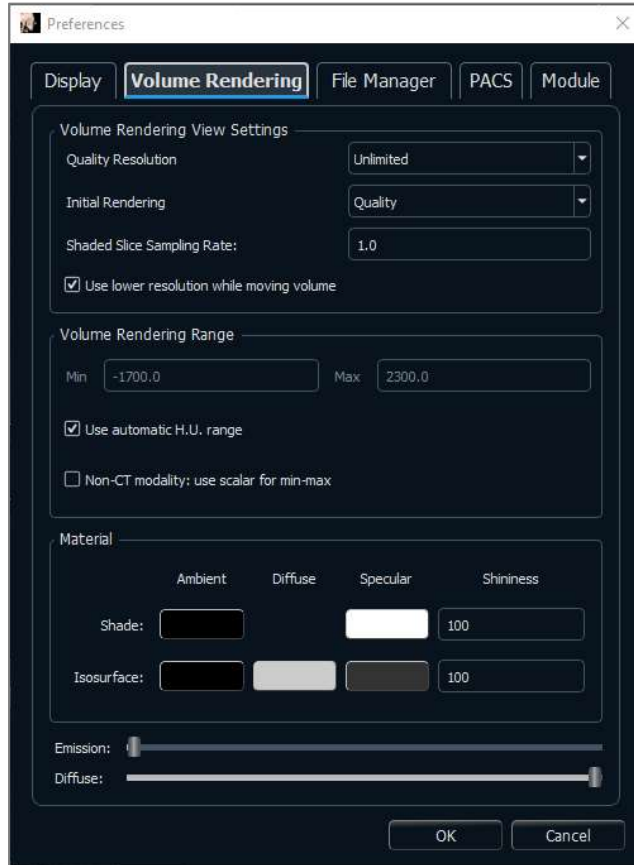 Preferences
Display Volume Rendering File Manager PACS Module
Volume Rendering View Settings
Quality Resolution Unlimited
Initial Rendering Quality
Shaded Slice Sampling Rate: 1.0
Use lower resolution while moving volume
Volume Rendering Range
Min -1700.0 Max 2300.0
Use automatic H.U. range
Non-CT modality: use scalar for min-max
Material
Ambient Diffuse Specular Shininess
Shade: 100
Isosurface: 100
Emission:
Diffuse:
OK Cancel